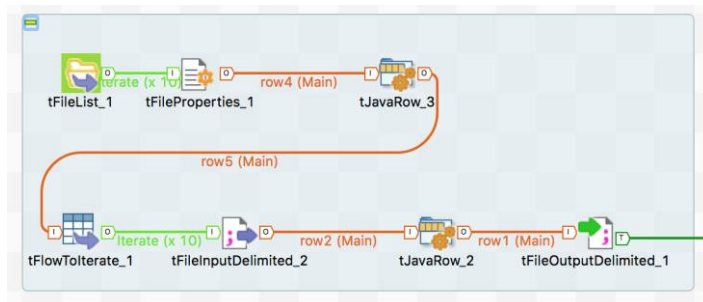 Iterate (x 10)
row4 (Main)
tFileList_1
tFileProperties_1
tJavaRow_3
row5 (Main)
Iterate (x 10)
row2 (Main)
row1 (Main)
tFlowToIterate_1
tFileInputDelimited_2
tJavaRow_2
tFileOutputDelimited_1